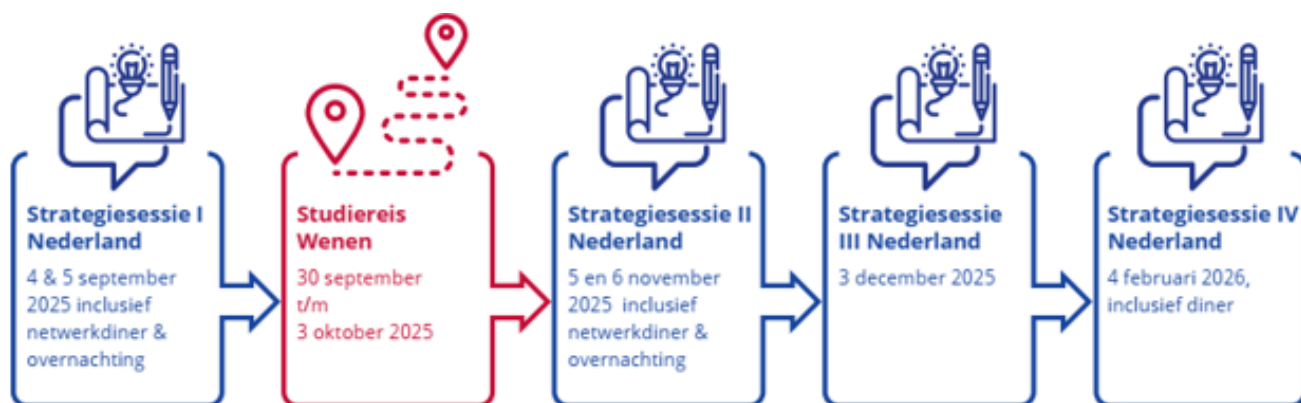 Strategiesessie I
Nederland
4 & 5 september
2025 inclusief
netwerkdiner &
overnachting
Studiereis
Wenen
30 september
t/m
3 oktober 2025
Strategiesessie II
Nederland
5 en 6 november
2025 inclusief
netwerkdiner &
overnachting
Strategiesessie
III Nederland
3 december 2025
Strategiesessie IV
Nederland
4 februari 2026,
inclusief diner